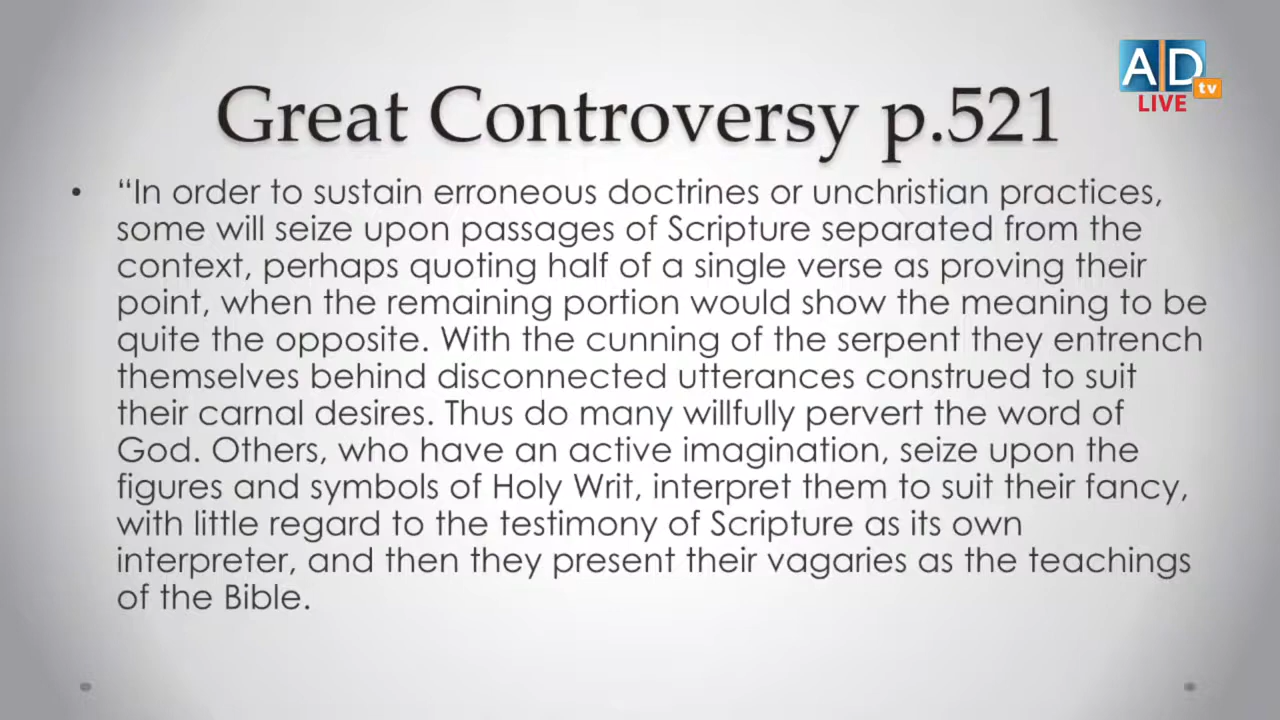 AD
tv
LIVE
Great Controversy p.521
• “In order to sustain erroneous doctrines or unchristian practices,
some will seize upon passages of Scripture separated from the
context, perhaps quoting half of a single verse as proving their
point, when the remaining portion would show the meaning to be
quite the opposite. With the cunning of the serpent they entrench
themselves behind disconnected utterances construed to suit
their carnal desires. Thus do many willfully pervert the word of
God. Others, who have an active imagination, seize upon the
figures and symbols of Holy Writ, interpret them to suit their fancy,
with little regard to the testimony of Scripture as its own
interpreter, and then they present their vagaries as the teachings
of the Bible.